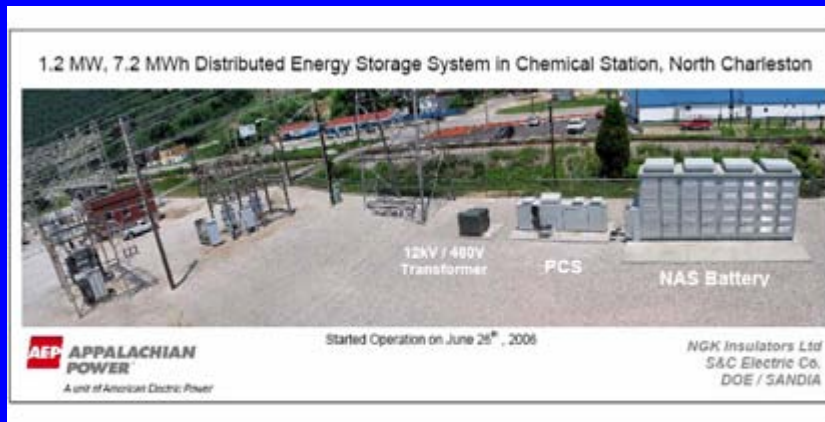 1.2 MW, 7.2 MWh Distributed Energy Storage System in Chemical Station, North Charleston
12kV / 480V
Transformer
PCS
NAS Battery
Started Operation on June 26th, 2006
AEP APPALACHIAN
POWER
A unit of American Electric Power
NGK Insulators Ltd
S&C Electric Co.
DOE / SANDIA